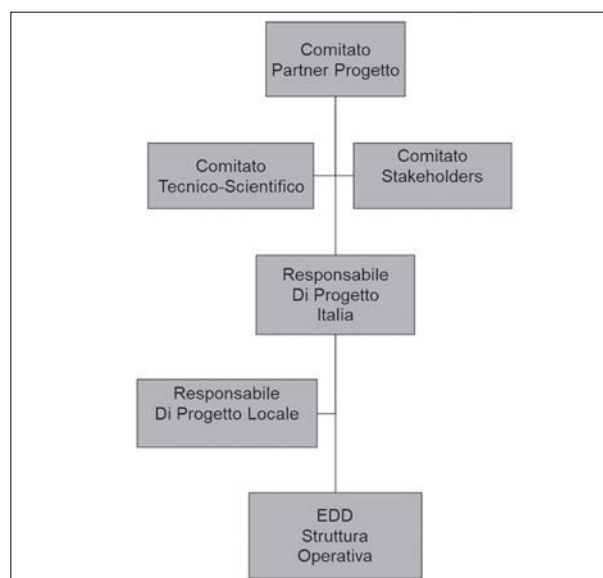 Comitato
Partner Progetto
Comitato
Tecnico-Scientifico
Comitato
Stakeholders
Responsabile
Di Progetto
Italia
Responsabile
Di Progetto Locale
EDD
Struttura
Operativa